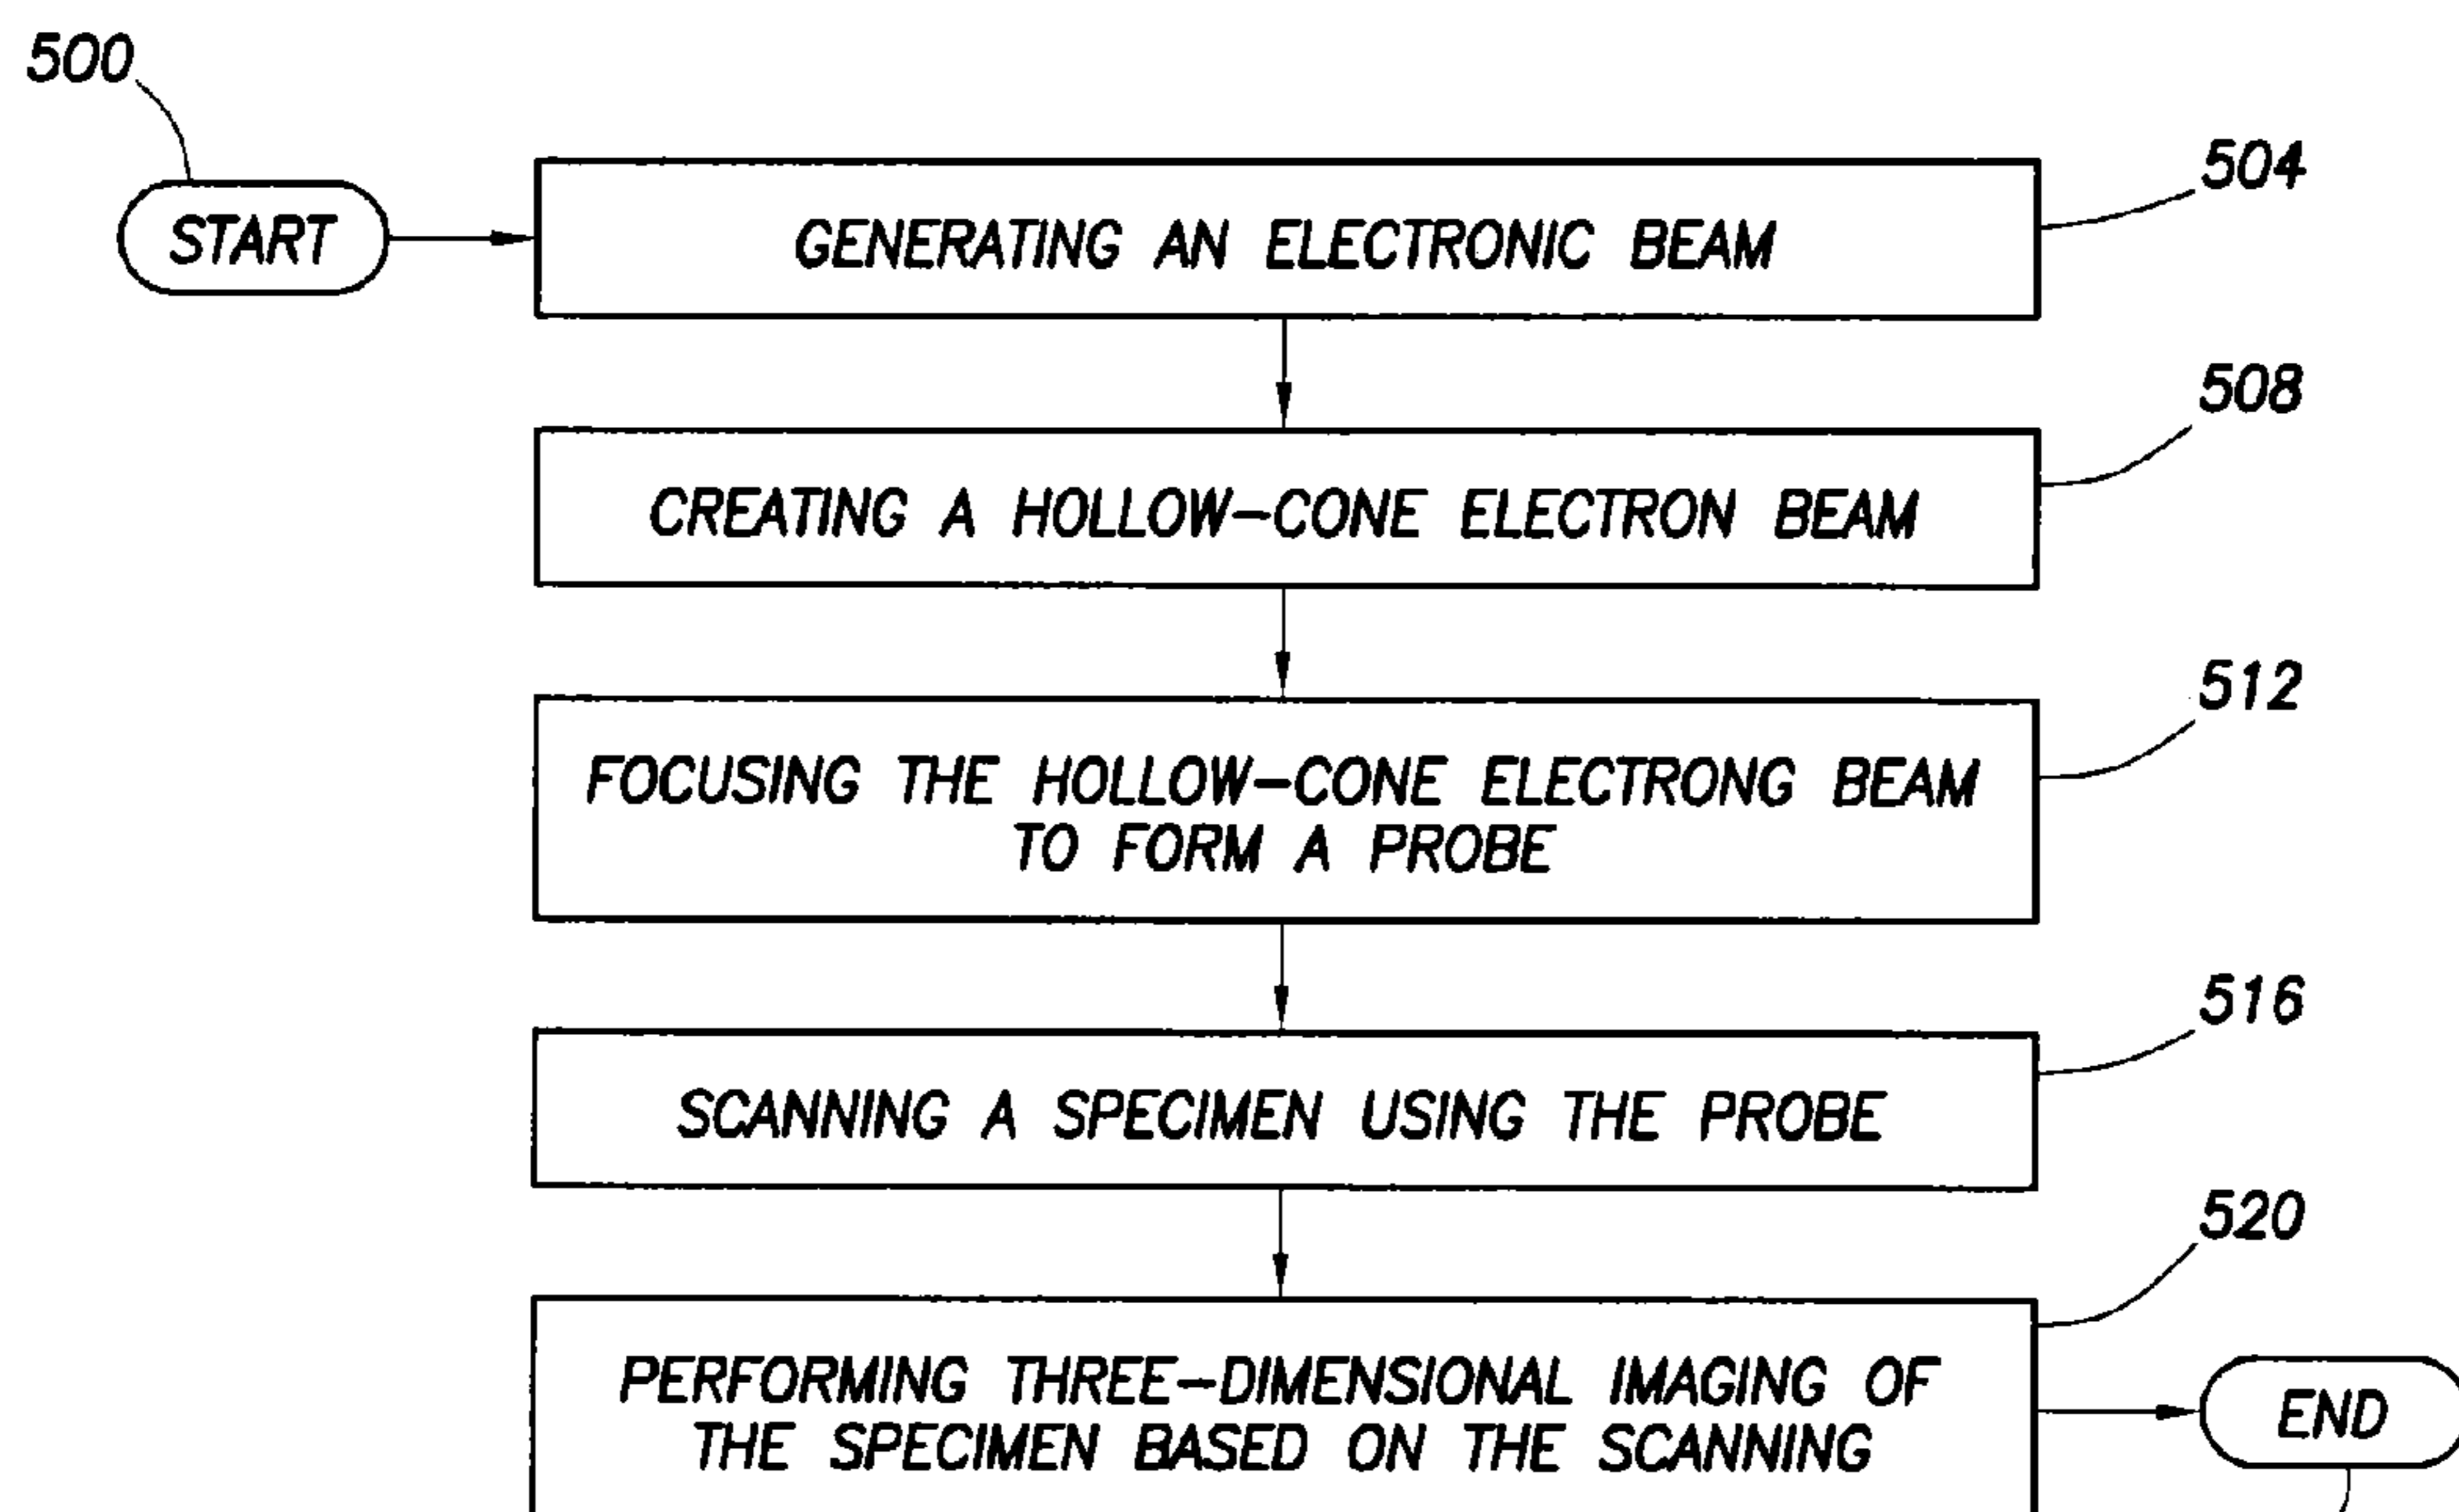 500
START
GENERATING AN ELECTRONIC BEAM
504
CREATING A HOLLOW-CONE ELECTRON BEAM
508
FOCUSING THE HOLLOW-CONE ELECTRONG BEAM
TO FORM A PROBE
512
SCANNING A SPECIMEN USING THE PROBE
516
PERFORMING THREE-DIMENSIONAL IMAGING OF
THE SPECIMEN BASED ON THE SCANNING
520
END